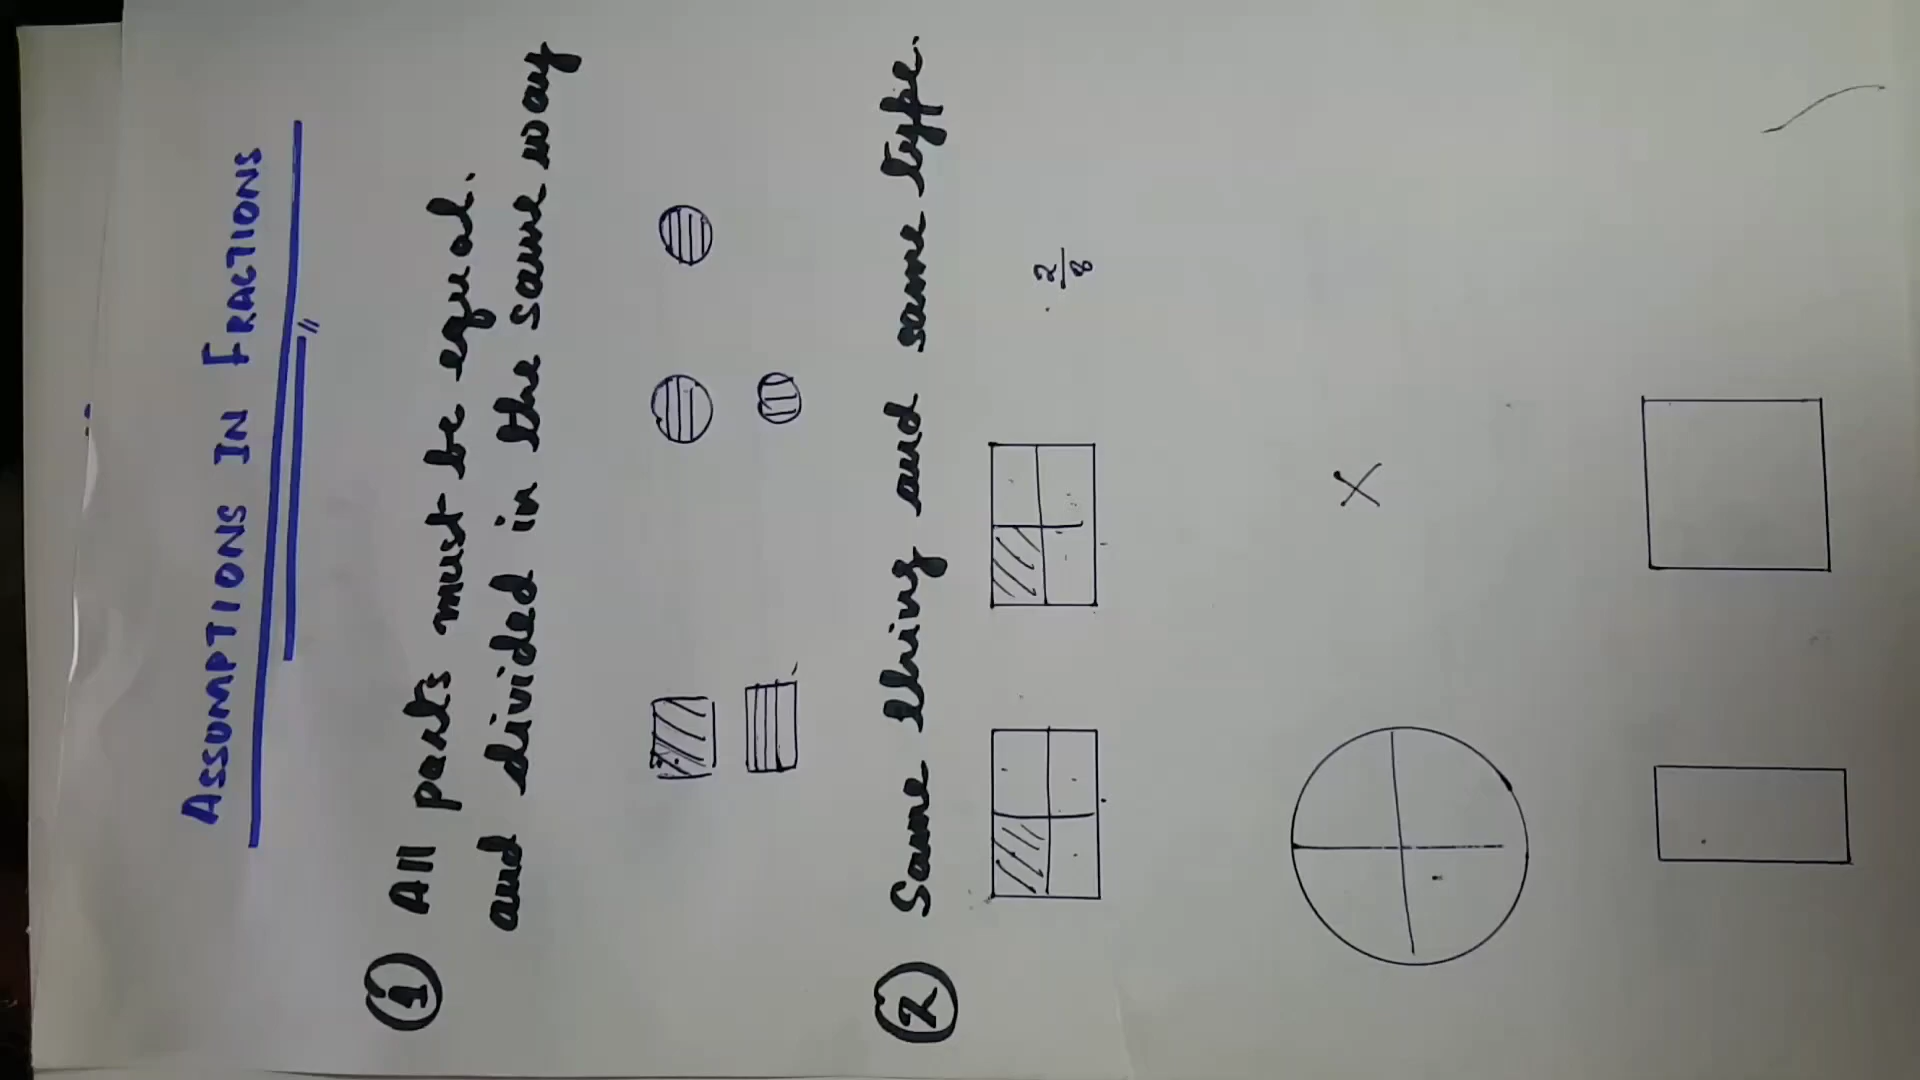 ASSUMPTIONS IN FRACTIONS
1 All parts must be equal.
and divided in the same way
2 Same thing and same type.
2/8
X